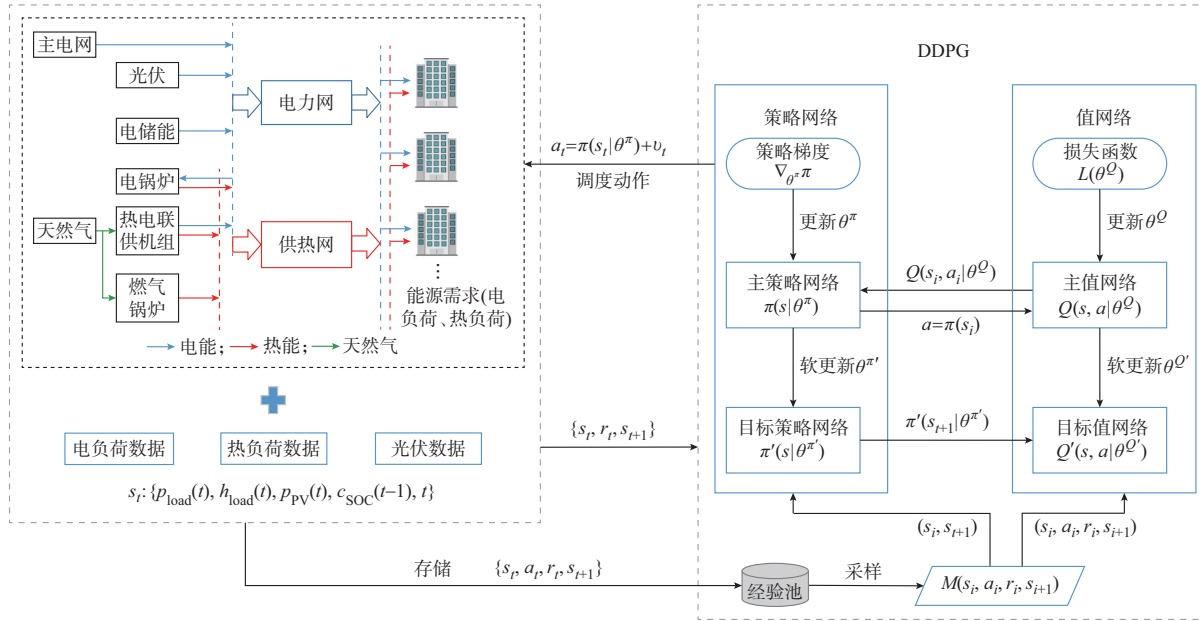 主电网
光伏
电储能
电锅炉
天然气
热电联
供机组
燃气
锅炉
电力网
供热网
⋮
能源需求(电
负荷、热负荷)
电能;
热能;
天然气
电负荷数据
热负荷数据
光伏数据
s_t:{p_load(t), h_load(t), p_PV(t), c_SOC(t−1), t}
a_t=π(s_t|θ^π)+υ_t
调度动作
{s_t, r_t, s_{t+1}}
存储 {s_t, a_t, r_t, s_{t+1}}
DDPG
策略网络
策略梯度
∇_{θ^π}π
更新θ^π
主策略网络
π(s|θ^π)
软更新θ^{π′}
目标策略网络
π′(s|θ^{π′})
Q(s_i, a_i|θ^Q)
a=π(s_i)
π′(s_{t+1}|θ^{π′})
值网络
损失函数
L(θ^Q)
更新θ^Q
主值网络
Q(s, a|θ^Q)
软更新θ^{Q′}
目标值网络
Q′(s, a|θ^{Q′})
(s_i, s_{t+1})
(s_i, a_i, r_i, s_{i+1})
经验池
采样
M(s_i, a_i, r_i, s_{i+1})